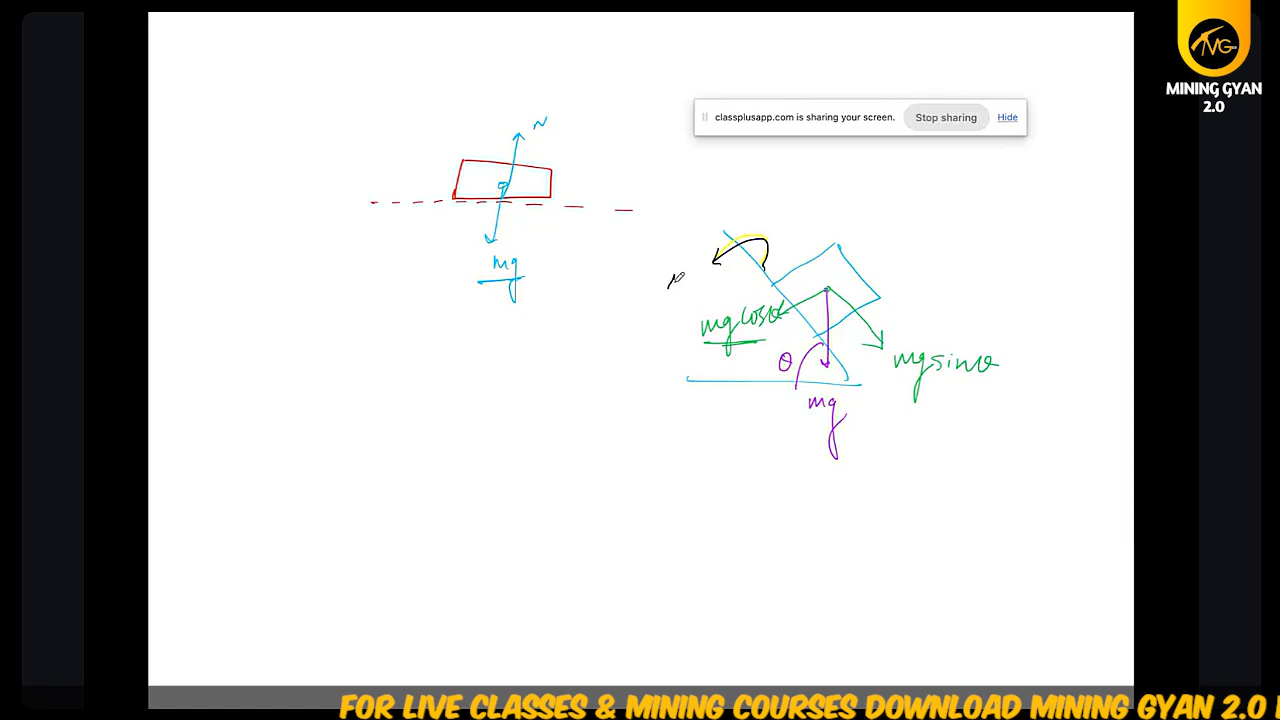 MINING GYAN
2.0
classplusapp.com is sharing your screen. Stop sharing Hide
N
mg
mg cosθ
θ
mg sinθ
mg
FOR LIVE CLASSES & MINING COURSES DOWNLOAD MINING GYAN 2.0